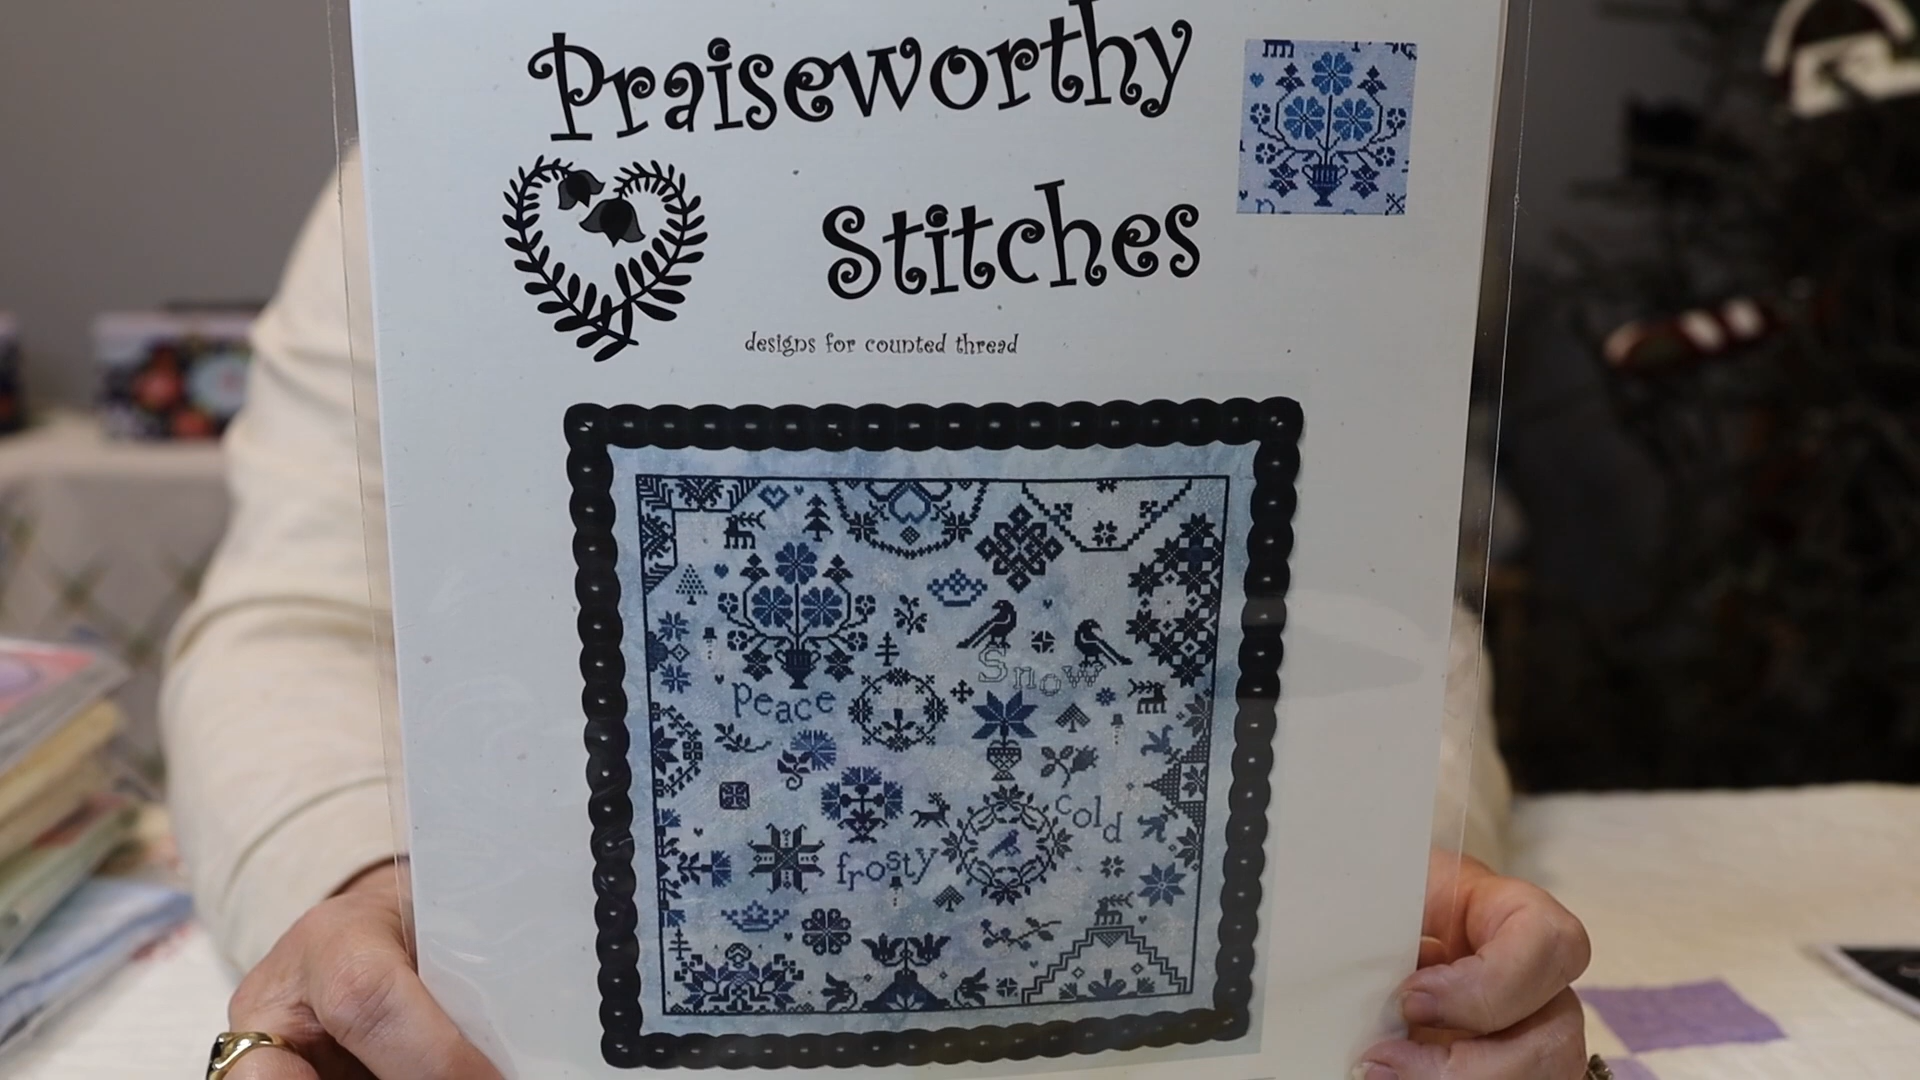 Praiseworthy
Stitches
designs for counted thread
Snow
peace
cold
frosty